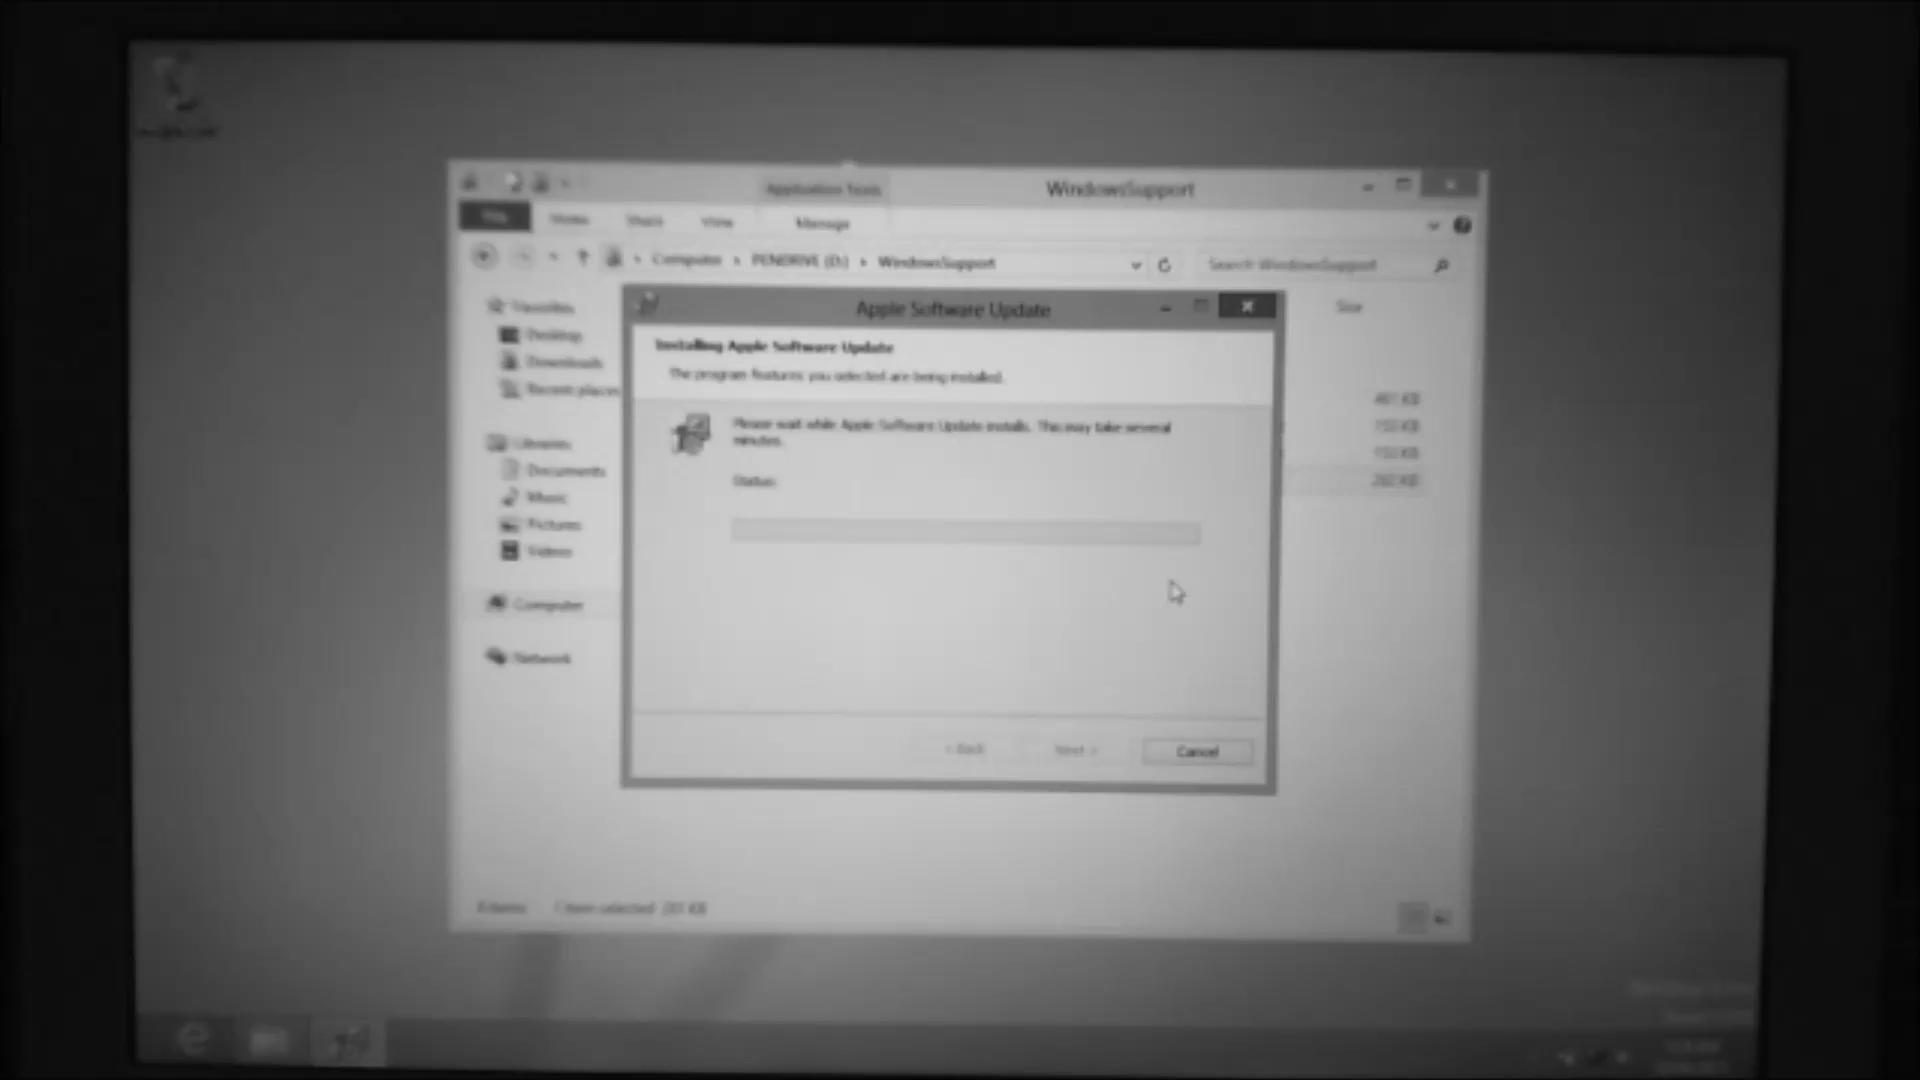 Application Tools
WindowsSupport
File
Home
Share
View
Manage
Computer
PENDRIVE (D:)
WindowsSupport
Search WindowsSupport
Favorites
Desktop
Downloads
Recent places
Libraries
Documents
Music
Pictures
Videos
Computer
Network
Size
Apple Software Update
Installing Apple Software Update
The program features you selected are being installed.
Please wait while Apple Software Update installs. This may take several
minutes.
Status:
< Back
Next >
Cancel
1 item selected